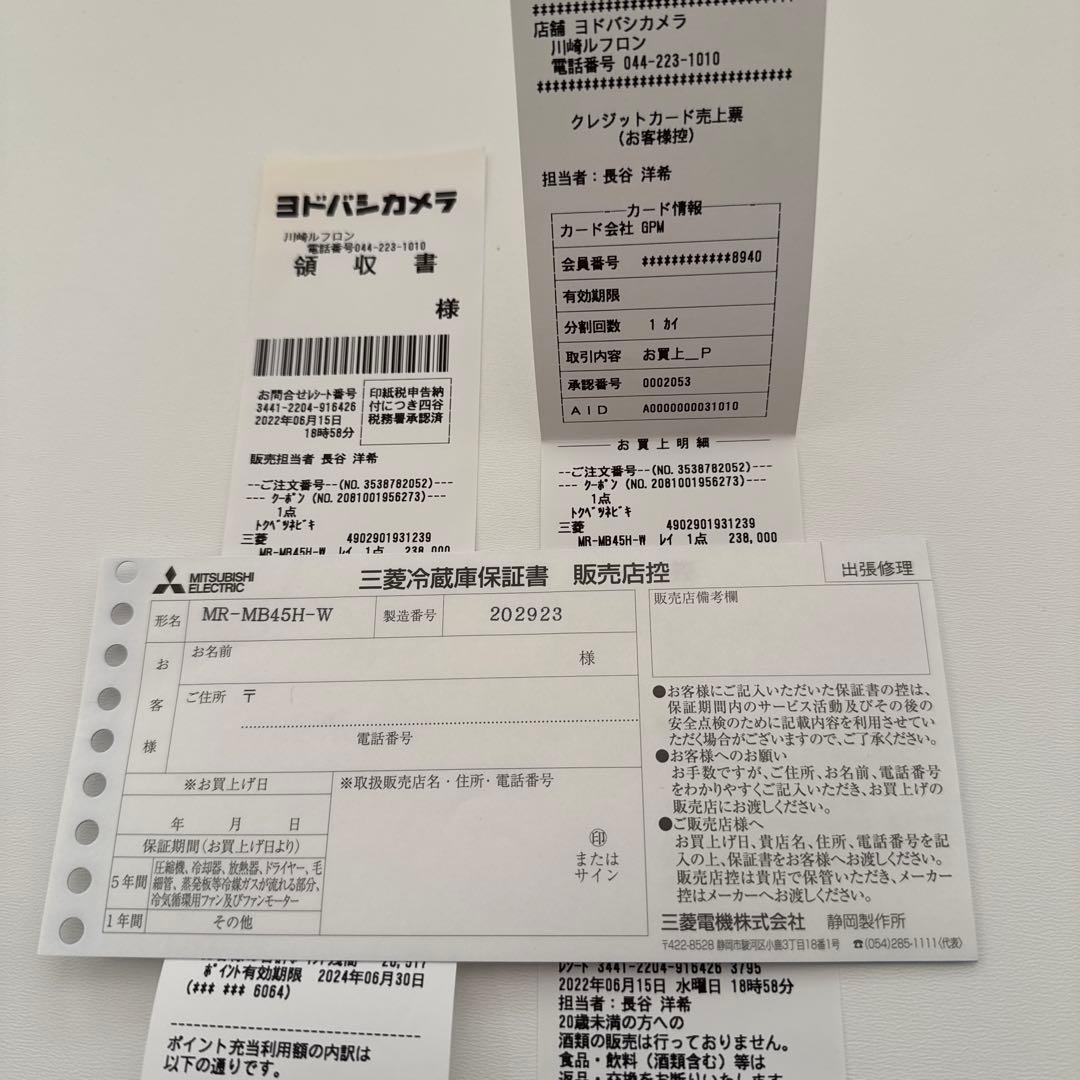 店舗 ヨドバシカメラ
川崎ルフロン
電話番号 044-223-1010
クレジットカード売上票
(お客様控)
担当者：長谷 洋希
カード情報
カード会社 GPM
会員番号 ************8940
有効期限
分割回数 1 カイ
取引内容 お買上__P
承認番号 0002053
AID A0000000031010
お買上明細
--ご注文番号--(NO. 3538782052)---
--- クーポン (NO. 2081001956273)---
1点
トクベツネビキ
三菱 4902901931239
MR-MB45H-W レイ 1点 238,000
ヨドバシカメラ
川崎ルフロン
電話番号044-223-1010
領収書
様
お問合せレシート番号
3441-2204-916426
2022年06月15日
18時58分
印紙税申告納
付につき四谷
税務署承認済
販売担当者 長谷 洋希
--ご注文番号--(NO. 3538782052)---
--- クーポン (NO. 2081001956273)---
1点
トクベツネビキ
三菱 4902901931239
MR-MB45H-W レイ 1点 238,000
MITSUBISHI
ELECTRIC
三菱冷蔵庫保証書 販売店控
出張修理
形名 MR-MB45H-W 製造番号 202923
お客様
お名前 様
ご住所 〒
電話番号
※お買上げ日
年 月 日
保証期間(お買上げ日より)
5年間 圧縮機、冷却器、放熱器、ドライヤー、毛
細管、蒸発板等冷媒ガスが流れる部分、
冷気循環用ファン及びファンモーター
1年間 その他
※取扱販売店名・住所・電話番号
印
または
サイン
販売店備考欄
●お客様にご記入いただいた保証書の控は、
保証期間内のサービス活動及びその後の
安全点検のために記載内容を利用させてい
ただく場合がございますので、ご了承ください。
●お客様へのお願い
お手数ですが、ご住所、お名前、電話番号
をわかりやすくご記入いただき、お買上げの
販売店にお渡しください。
●ご販売店様へ
お買上げ日、貴店名、住所、電話番号を記
入の上、保証書をお客様へお渡しください。
販売店控は貴店で保管いただき、メーカー
控はメーカーへお渡しください。
三菱電機株式会社 静岡製作所
〒422-8528 静岡市駿河区小鹿3丁目18番1号 ☎(054)285-1111(代表)
ポイント有効期限 2024年06月30日
(*** *** 6064)
ポイント充当利用額の内訳は
以下の通りです。
レシート 3441-2204-916426 3795
2022年06月15日 水曜日 18時58分
担当者：長谷 洋希
20歳未満の方への
酒類の販売は行っておりません。
食品・飲料(酒類含む)等は
返品・交換をお断りいたします